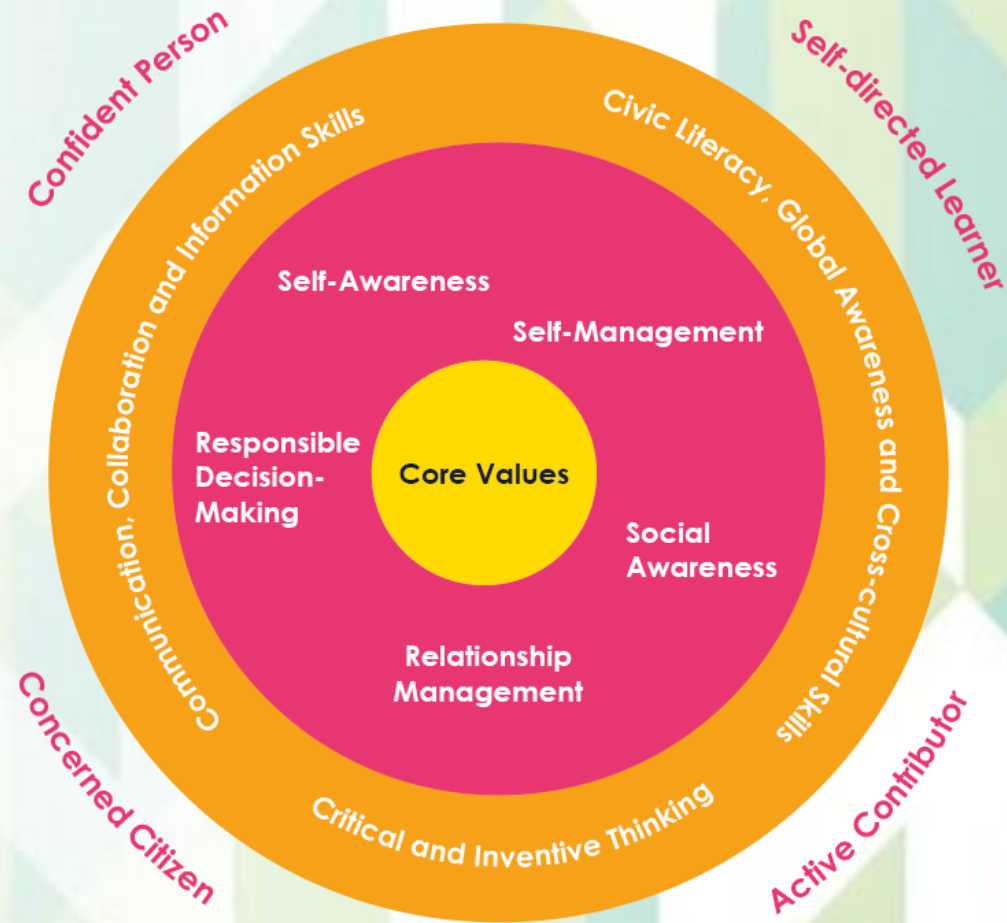 Confident Person
Self-directed Learner
Communication, Collaboration and Information Skills
Civic Literacy, Global Awareness and Cross-cultural Skills
Self-Awareness
Self-Management
Responsible
Decision-
Making
Core Values
Social
Awareness
Relationship
Management
Critical and Inventive Thinking
Concerned Citizen
Active Contributor